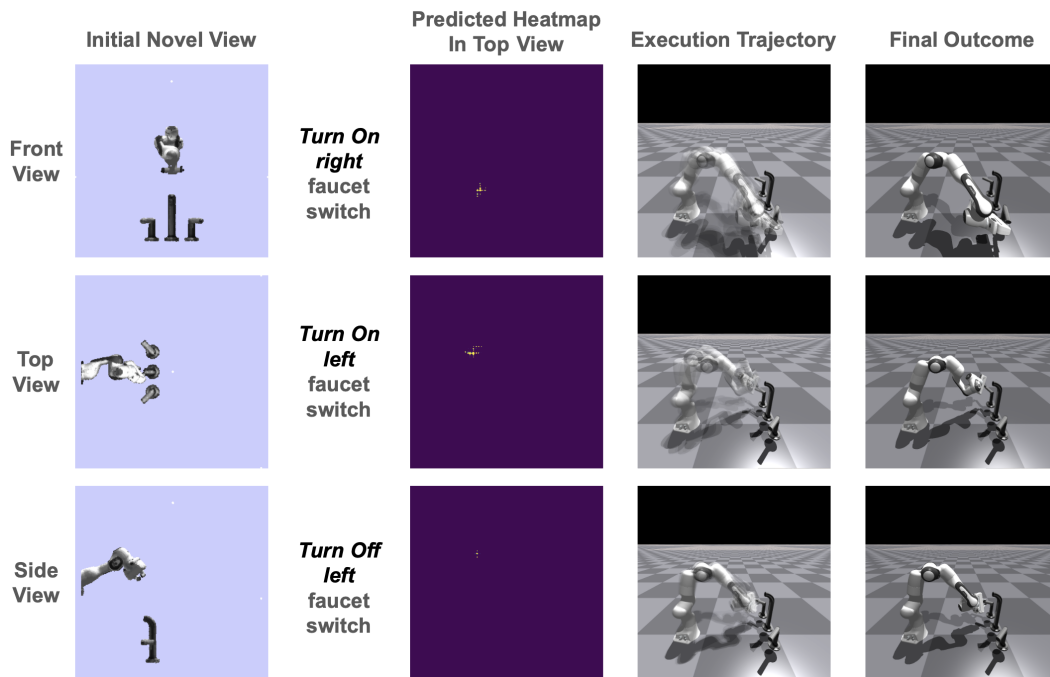 Initial Novel View
Predicted Heatmap
In Top View
Execution Trajectory
Final Outcome
Front
View
Turn On
right
faucet
switch
Top
View
Turn On
left
faucet
switch
Side
View
Turn Off
left
faucet
switch